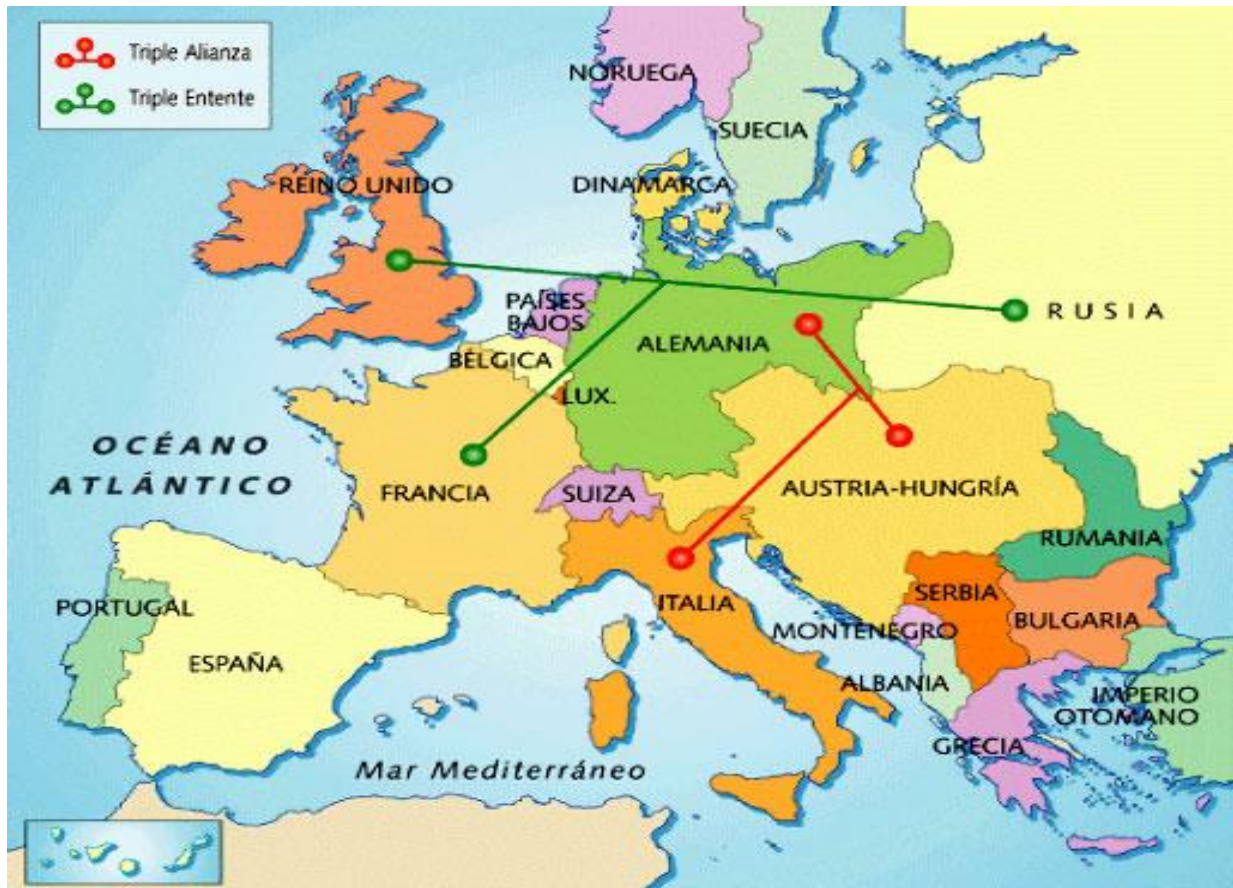 Triple Alianza
Triple Entente
NORUEGA
SUECIA
REINO UNIDO
DINAMARCA
PAÍSES
BAJOS
RUSIA
ALEMANIA
BÉLGICA
LUX.
OCÉANO
ATLÁNTICO
FRANCIA
SUIZA
AUSTRIA-HUNGRÍA
RUMANIA
SERBIA
PORTUGAL
ITALIA
BULGARIA
MONTENEGRO
ESPAÑA
ALBANIA
IMPERIO
OTOMANO
GRECIA
Mar Mediterráneo